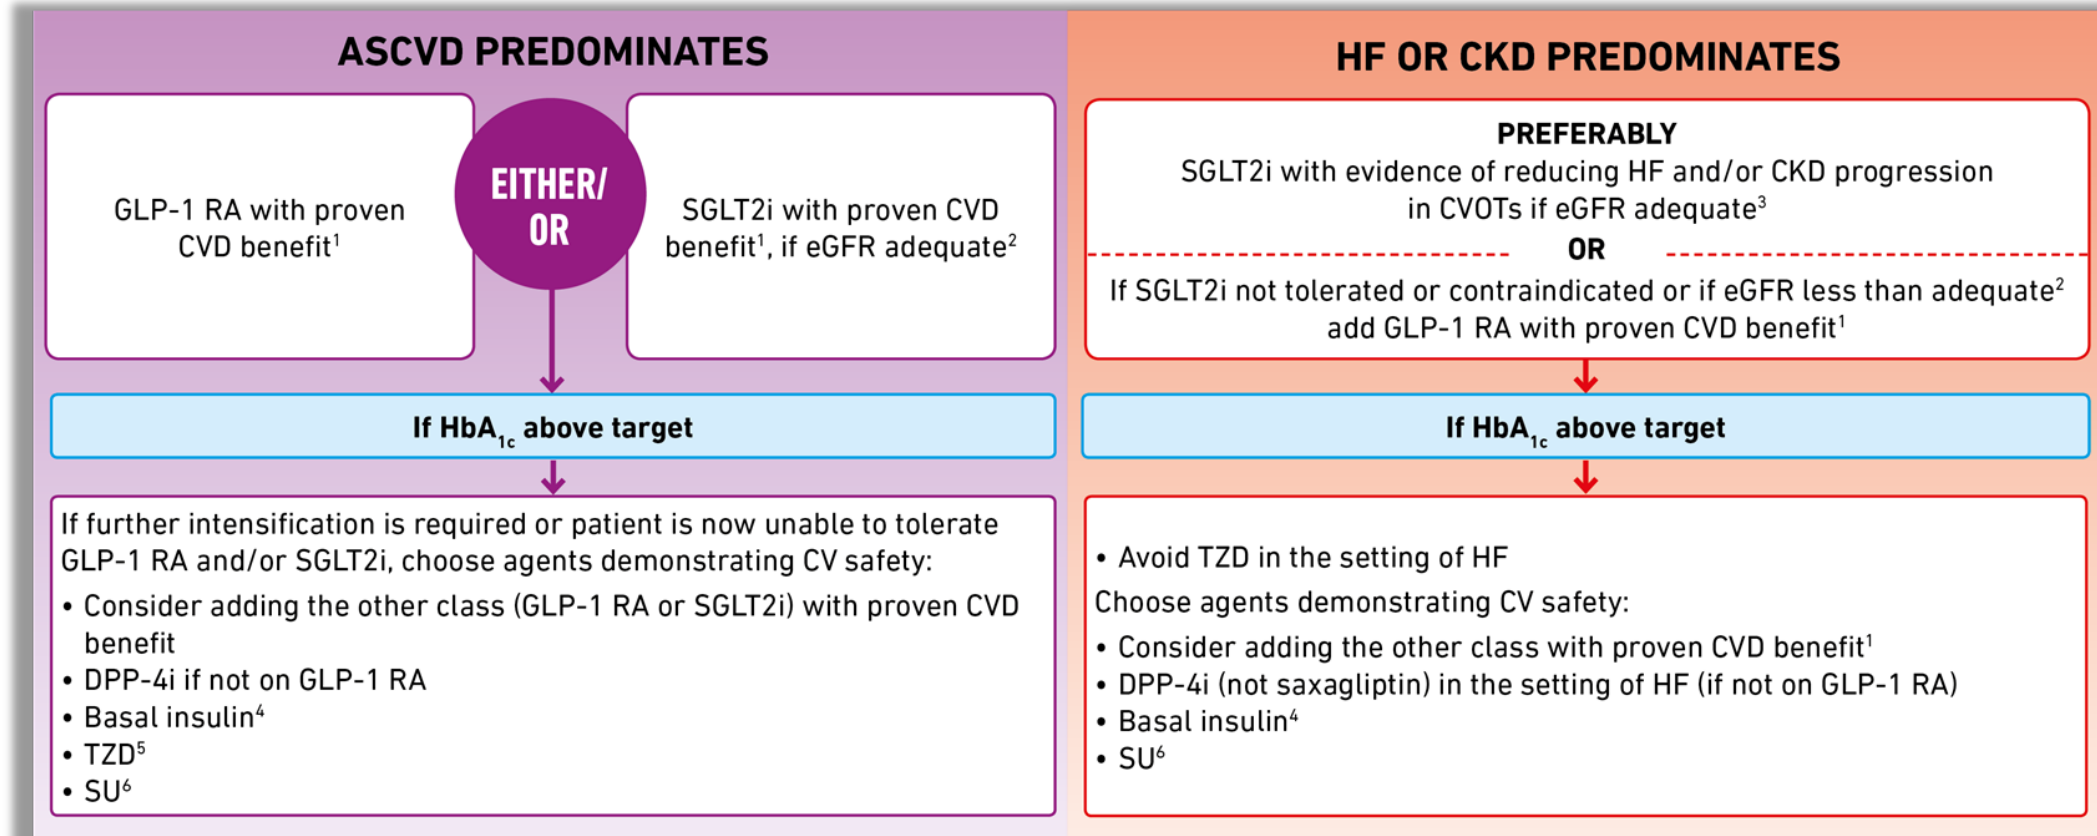 ASCVD PREDOMINATES
GLP-1 RA with proven
CVD benefit¹
EITHER/
OR
SGLT2i with proven CVD
benefit¹, if eGFR adequate²
If HbA₁c above target
If further intensification is required or patient is now unable to tolerate
GLP-1 RA and/or SGLT2i, choose agents demonstrating CV safety:
• Consider adding the other class (GLP-1 RA or SGLT2i) with proven CVD
benefit
• DPP-4i if not on GLP-1 RA
• Basal insulin⁴
• TZD⁵
• SU⁶
HF OR CKD PREDOMINATES
PREFERABLY
SGLT2i with evidence of reducing HF and/or CKD progression
in CVOTs if eGFR adequate³
OR
If SGLT2i not tolerated or contraindicated or if eGFR less than adequate²
add GLP-1 RA with proven CVD benefit¹
If HbA₁c above target
• Avoid TZD in the setting of HF
Choose agents demonstrating CV safety:
• Consider adding the other class with proven CVD benefit¹
• DPP-4i (not saxagliptin) in the setting of HF (if not on GLP-1 RA)
• Basal insulin⁴
• SU⁶